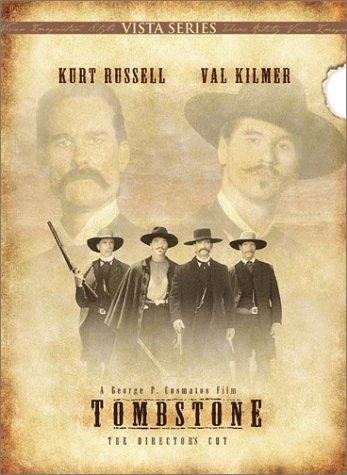 VISTA SERIES
KURT RUSSELL VAL KILMER
A George P. Cosmatos Film
TOMBSTONE
THE DIRECTOR'S CUT